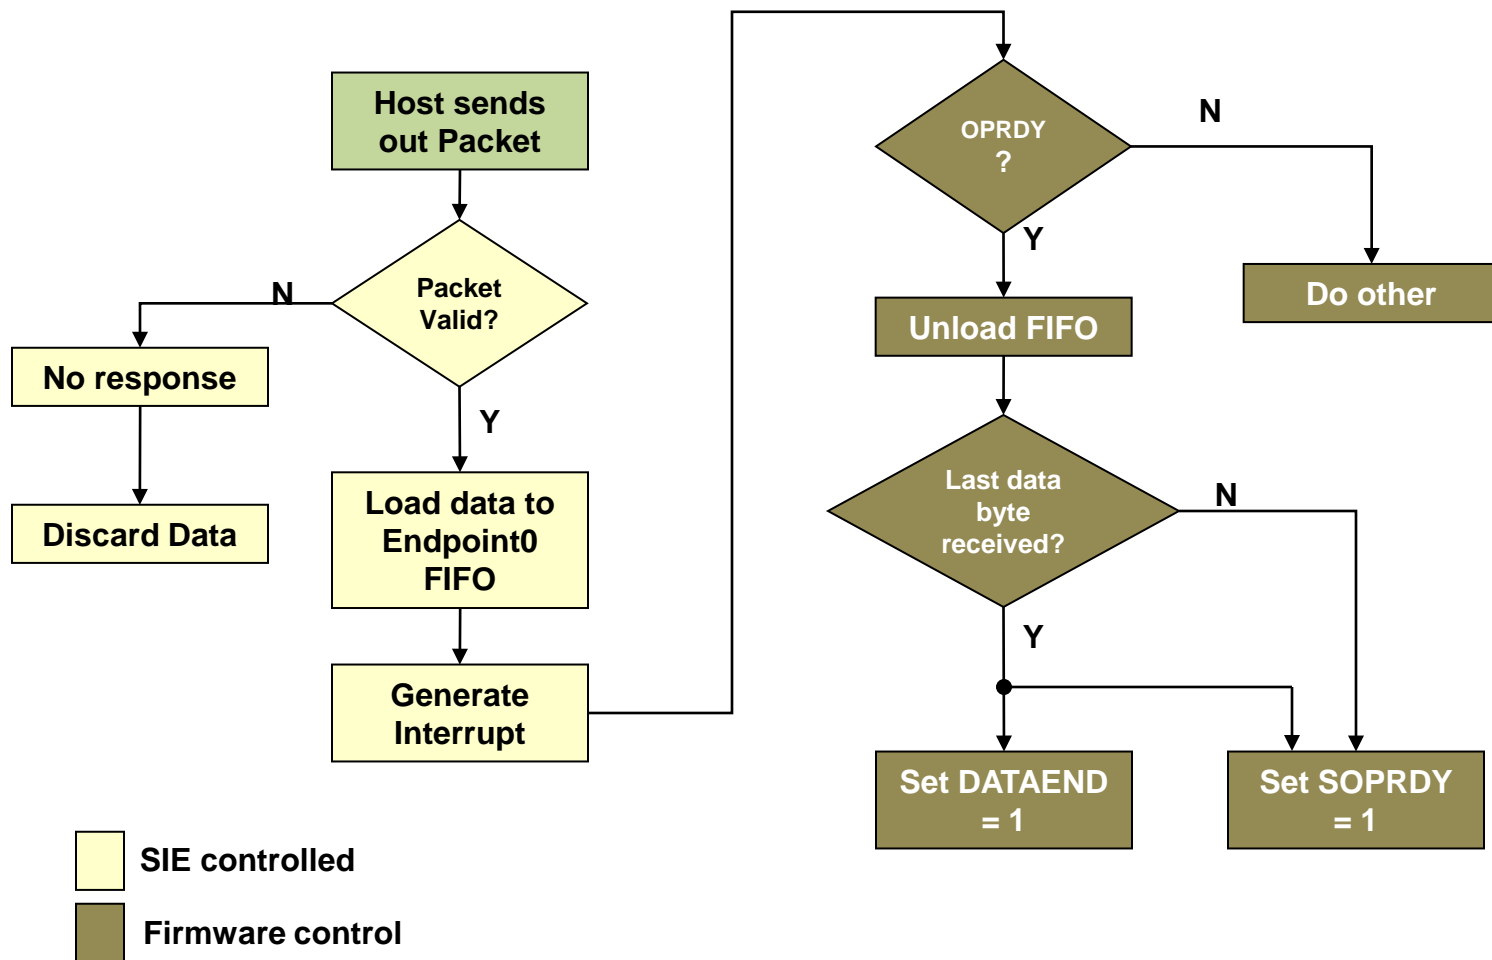 Host sends
out Packet
Packet
Valid?
N
No response
Discard Data
Y
Load data to
Endpoint0
FIFO
Generate
Interrupt
OPRDY
?
N
Do other
Y
Unload FIFO
Last data
byte
received?
N
Y
Set DATAEND
= 1
Set SOPRDY
= 1
SIE controlled
Firmware control